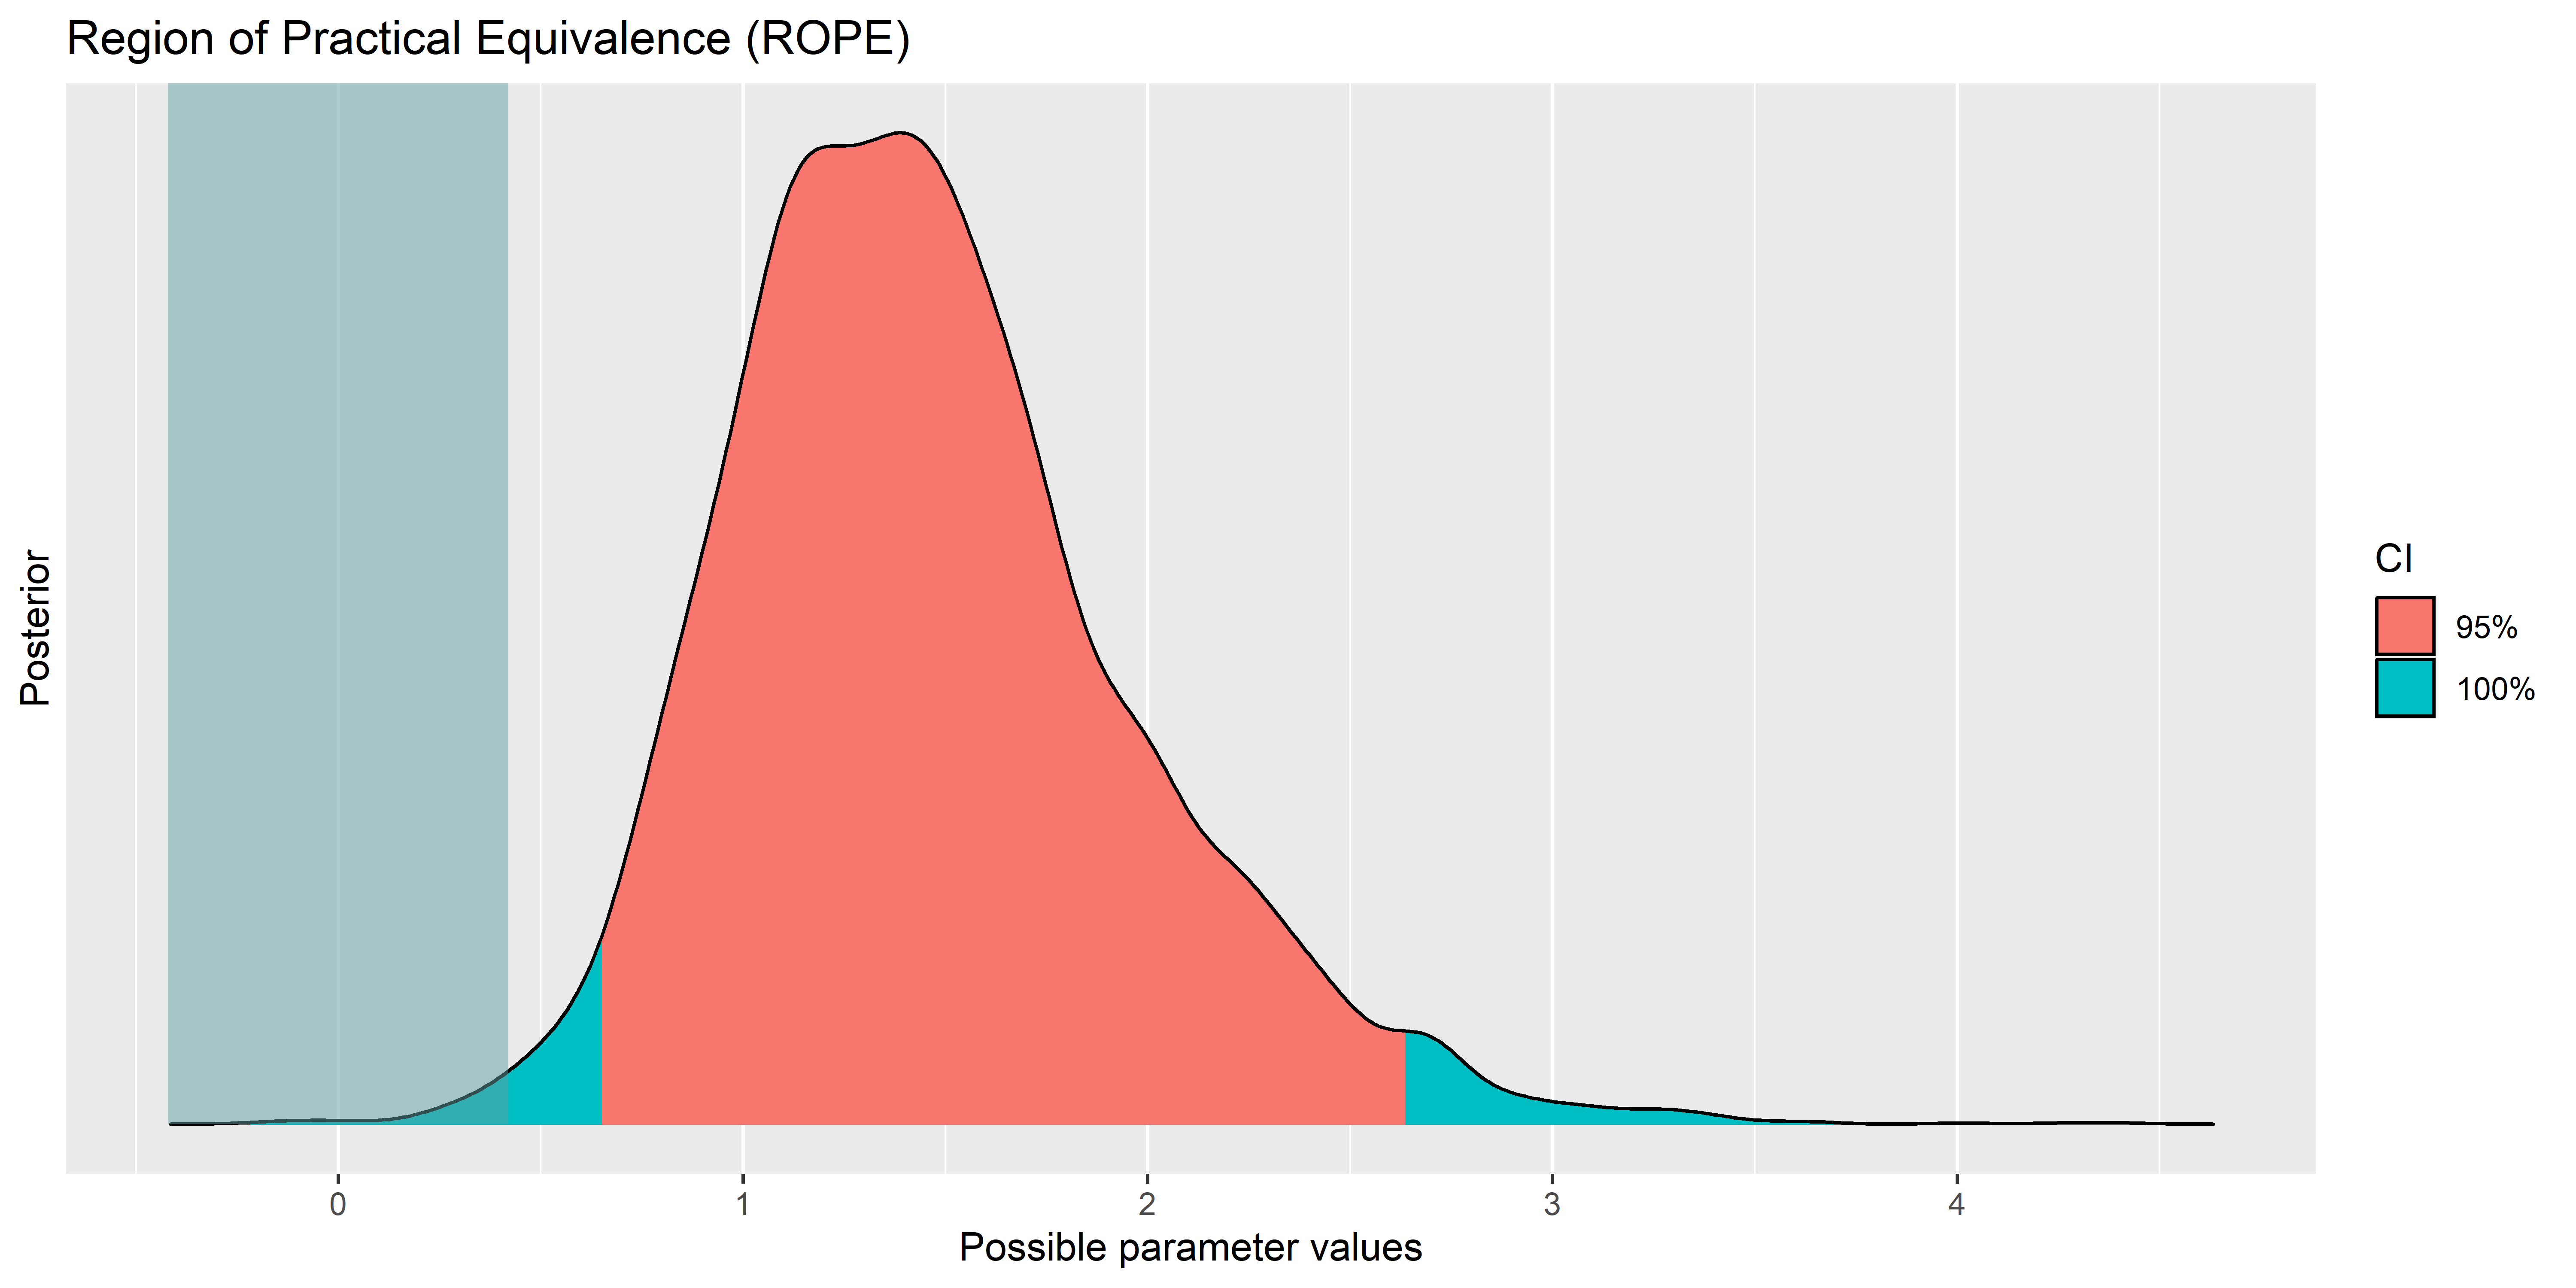 Region of Practical Equivalence (ROPE)
Posterior
CI
95%
100%
0 1 2 3 4
Possible parameter values